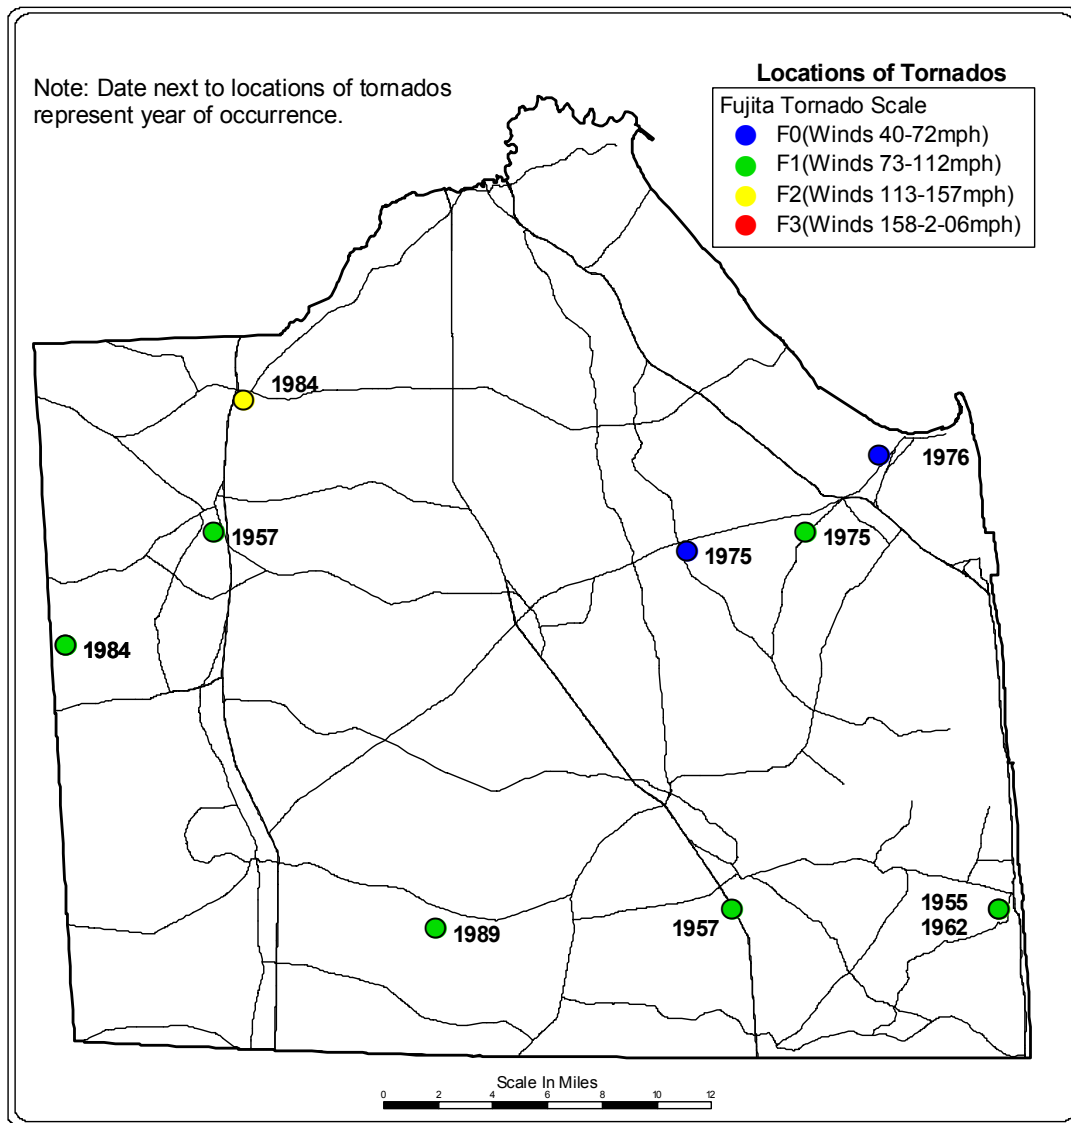 Note: Date next to locations of tornados
represent year of occurrence.
Locations of Tornados
Fujita Tornado Scale
F0(Winds 40-72mph)
F1(Winds 73-112mph)
F2(Winds 113-157mph)
F3(Winds 158-2-06mph)
1984
1976
1957
1975
1975
1984
1955
1962
1957
1989
Scale In Miles
0 2 4 6 8 10 12